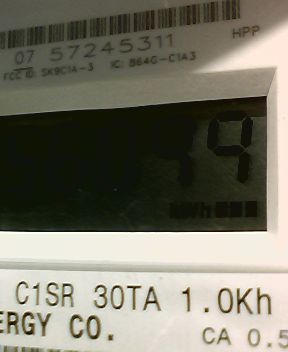 07 57245311
HPP
FCC ID: SK9C1A-3 IC: 864G-C1A3
9
kWh
C1SR 30TA 1.0Kh
ERGY CO.
CA 0.5